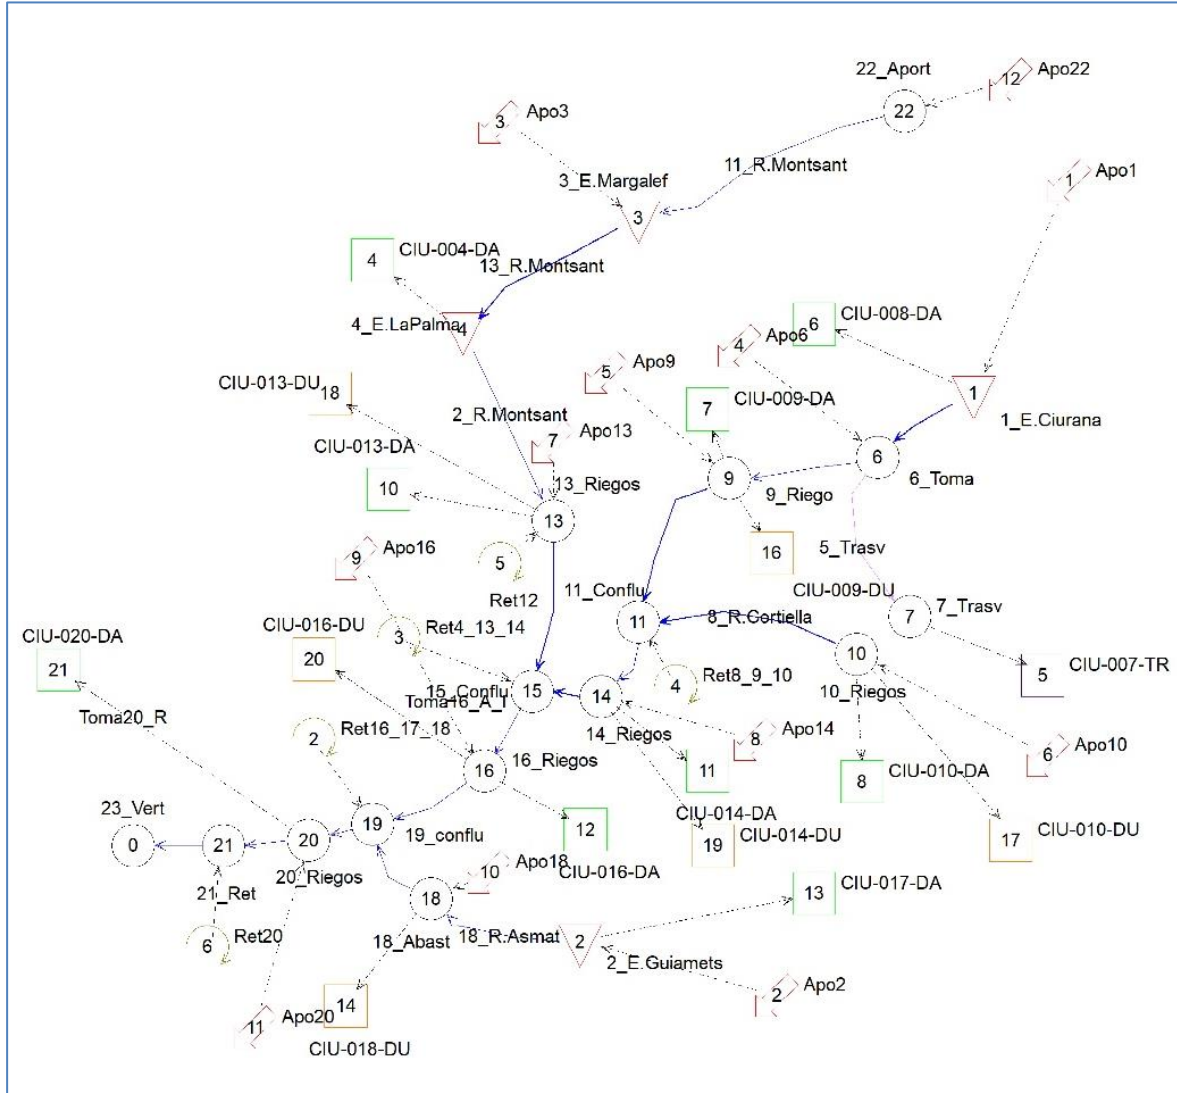 22_Aport
12
Apo22
22
3
Apo3
11_R.Montsant
1
Apo1
3_E.Margalef
3
CIU-004-DA
4
13_R.Montsant
4_E.LaPalma
4
CIU-008-DA
6
4
Apo6
5
Apo9
CIU-013-DU
18
2_R.Montsant
7
CIU-009-DA
1
1_E.Ciurana
CIU-013-DA
7
Apo13
13_Riegos
9
6
9_Riego
6_Toma
10
13
9
Apo16
5
16
5_Trasv
Ret12
11_Conflu
CIU-009-DU
7_Trasv
CIU-016-DU
3
Ret4_13_14
11
8_R.Cortiella
7
CIU-020-DA
20
10
5
CIU-007-TR
21
15_Conflu
Toma16_A_I
15
14
4
Ret8_9_10
10_Riegos
Toma20_R
2
Ret16_17_18
16_Riegos
14_Riegos
8
Apo14
6
Apo10
16
11
8
CIU-010-DA
23_Vert
0
21
20
19
19_conflu
12
CIU-014-DA
19
CIU-014-DU
17
CIU-010-DU
21_Ret
20_Riegos
18
10
Apo18
CIU-016-DA
13
CIU-017-DA
6
Ret20
18_Abast
18_R.Asmat
2
2_E.Guiamets
11
Apo20
14
2
Apo2
CIU-018-DU